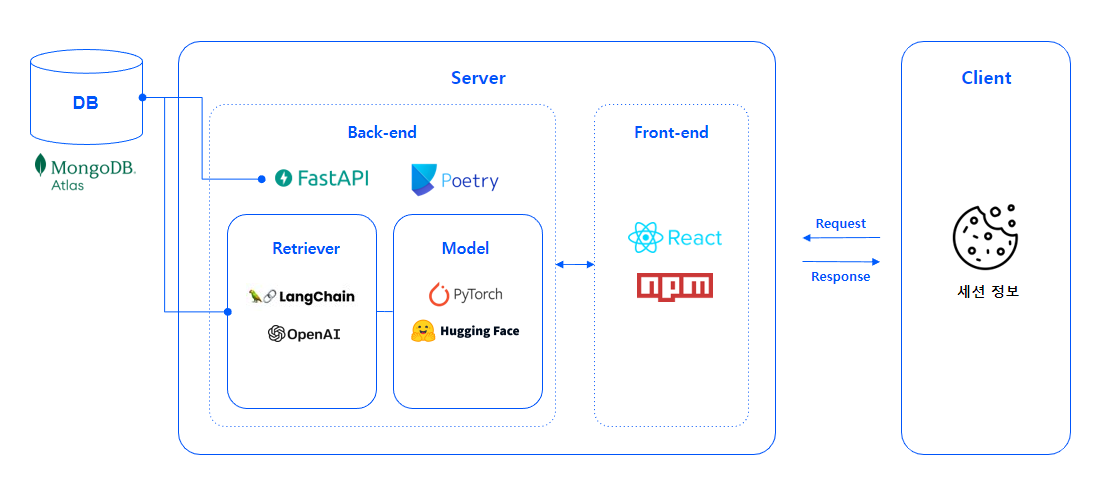 Server
Client
DB
Back-end
Front-end
MongoDB.
Atlas
FastAPI
Poetry
Retriever
Model
LangChain
OpenAI
PyTorch
Hugging Face
React
npm
Request
Response
세션 정보